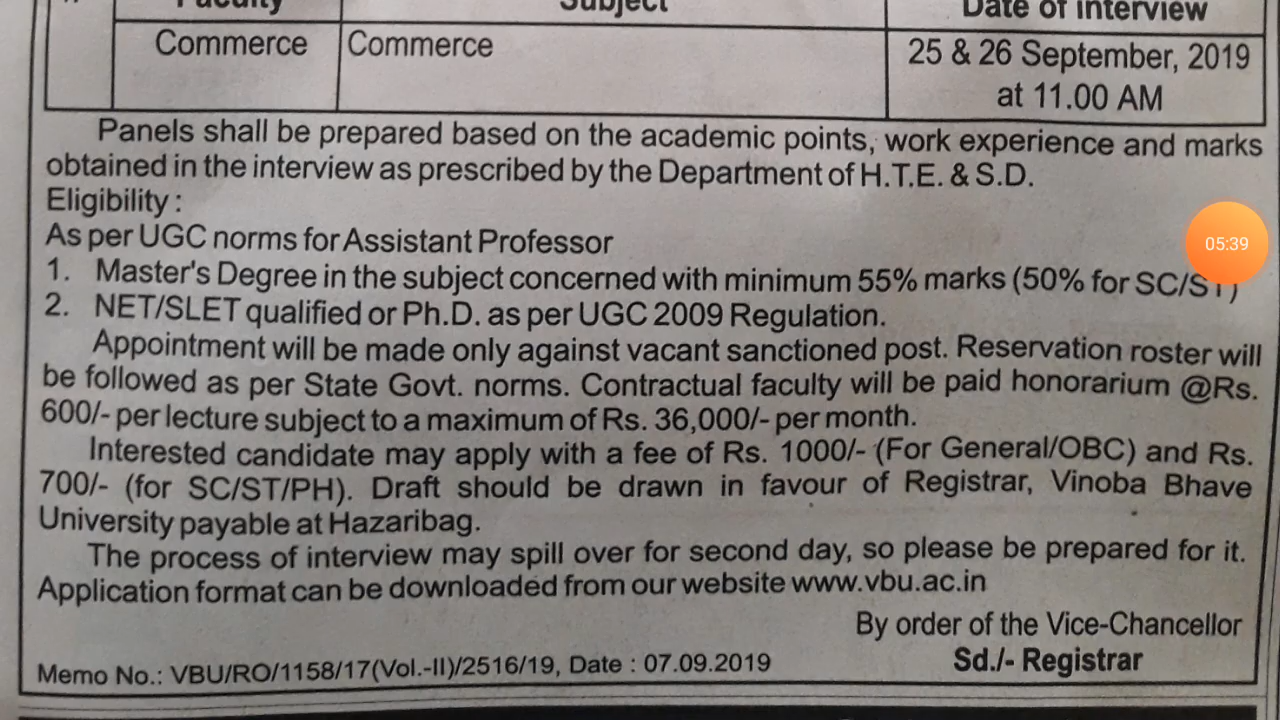 Faculty Subject Date of Interview
Commerce Commerce 25 & 26 September, 2019
at 11.00 AM
Panels shall be prepared based on the academic points, work experience and marks
obtained in the interview as prescribed by the Department of H.T.E. & S.D.
Eligibility :
As per UGC norms for Assistant Professor
1. Master's Degree in the subject concerned with minimum 55% marks (50% for SC/ST)
2. NET/SLET qualified or Ph.D. as per UGC 2009 Regulation.
Appointment will be made only against vacant sanctioned post. Reservation roster will
be followed as per State Govt. norms. Contractual faculty will be paid honorarium @Rs.
600/- per lecture subject to a maximum of Rs. 36,000/- per month.
Interested candidate may apply with a fee of Rs. 1000/- (For General/OBC) and Rs.
700/- (for SC/ST/PH). Draft should be drawn in favour of Registrar, Vinoba Bhave
University payable at Hazaribag.
The process of interview may spill over for second day, so please be prepared for it.
Application format can be downloaded from our website www.vbu.ac.in
By order of the Vice-Chancellor
Sd./- Registrar
Memo No.: VBU/RO/1158/17(Vol.-II)/2516/19, Date : 07.09.2019
05:39